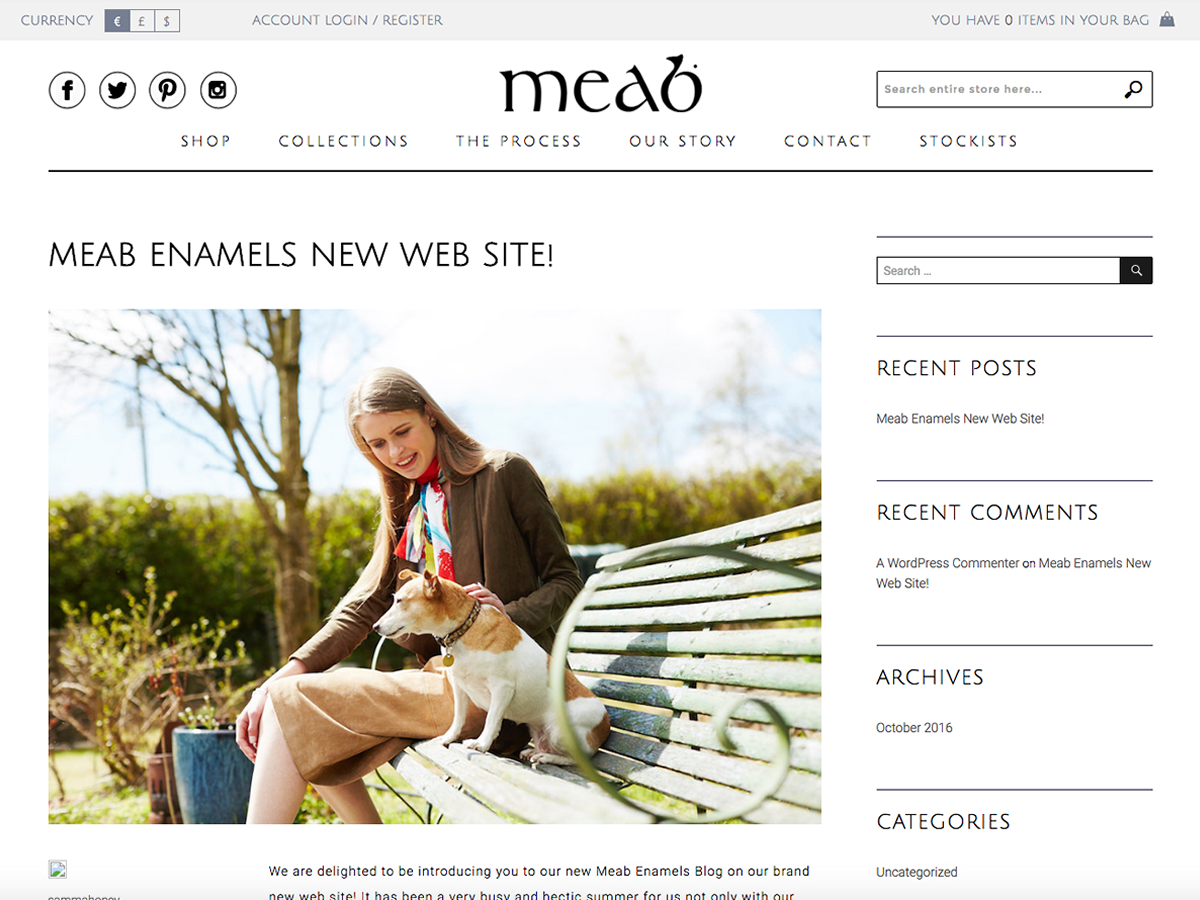 CURRENCY € £ $
ACCOUNT LOGIN / REGISTER
YOU HAVE 0 ITEMS IN YOUR BAG
meab
Search entire store here...
SHOP COLLECTIONS THE PROCESS OUR STORY CONTACT STOCKISTS
MEAB ENAMELS NEW WEB SITE!
We are delighted to be introducing you to our new Meab Enamels Blog on our brand
new web site! It has been a very busy and hectic summer for us not only with our
Search ...
RECENT POSTS
Meab Enamels New Web Site!
RECENT COMMENTS
A WordPress Commenter on Meab Enamels New
Web Site!
ARCHIVES
October 2016
CATEGORIES
Uncategorized